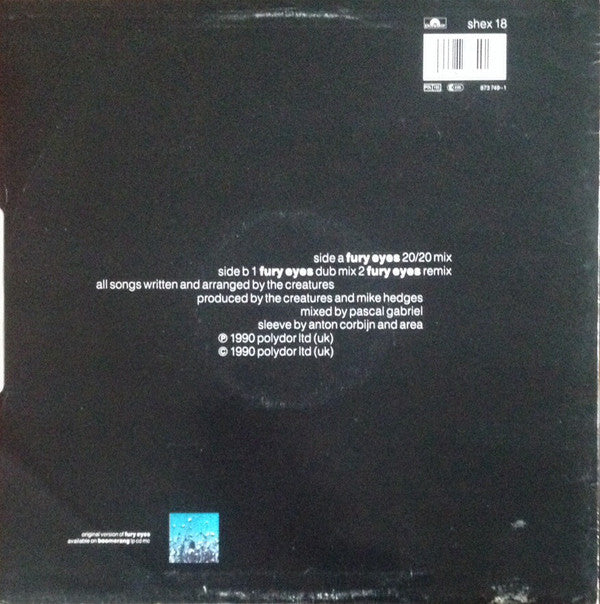 shex 18
873 749-1
side a fury eyes 20/20 mix
side b 1 fury eyes dub mix 2 fury eyes remix
all songs written and arranged by the creatures
produced by the creatures and mike hedges
mixed by pascal gabriel
sleeve by anton corbijn and area
℗ 1990 polydor ltd (uk)
© 1990 polydor ltd (uk)
original version of fury eyes
available on boomerang lp cd mc